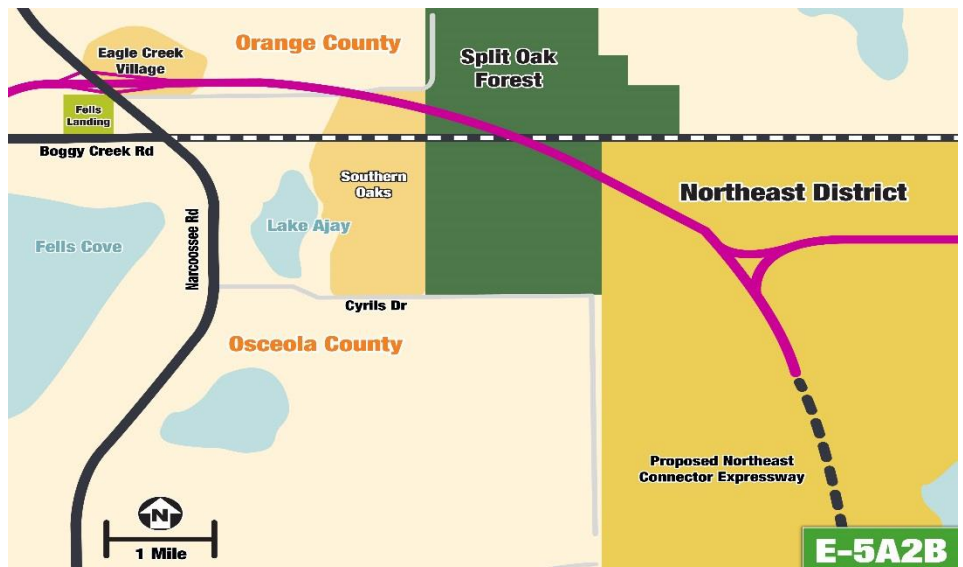 Orange County
Eagle Creek
Village
Split Oak
Forest
Fells
Landing
Boggy Creek Rd
Southern
Oaks
Northeast District
Lake Ajay
Fells Cove
Narcoossee Rd
Cyrils Dr
Osceola County
Proposed Northeast
Connector Expressway
N
1 Mile
E-5A2B